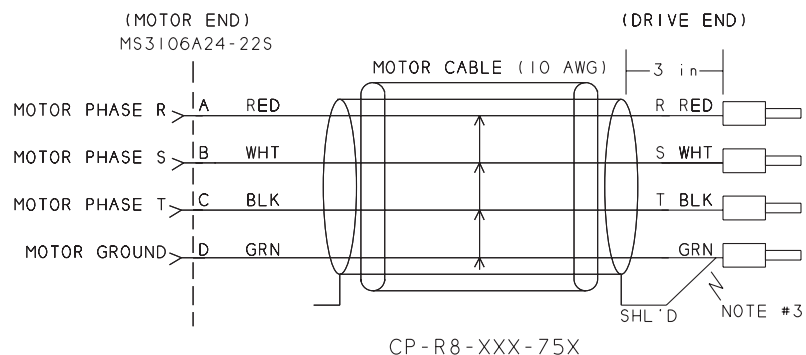 (MOTOR END)
MS3106A24-22S
(DRIVE END)
MOTOR CABLE (10 AWG)
3 in
MOTOR PHASE R A RED R RED
MOTOR PHASE S B WHT S WHT
MOTOR PHASE T C BLK T BLK
MOTOR GROUND D GRN GRN
SHL'D
NOTE #3
CP-R8-XXX-75X